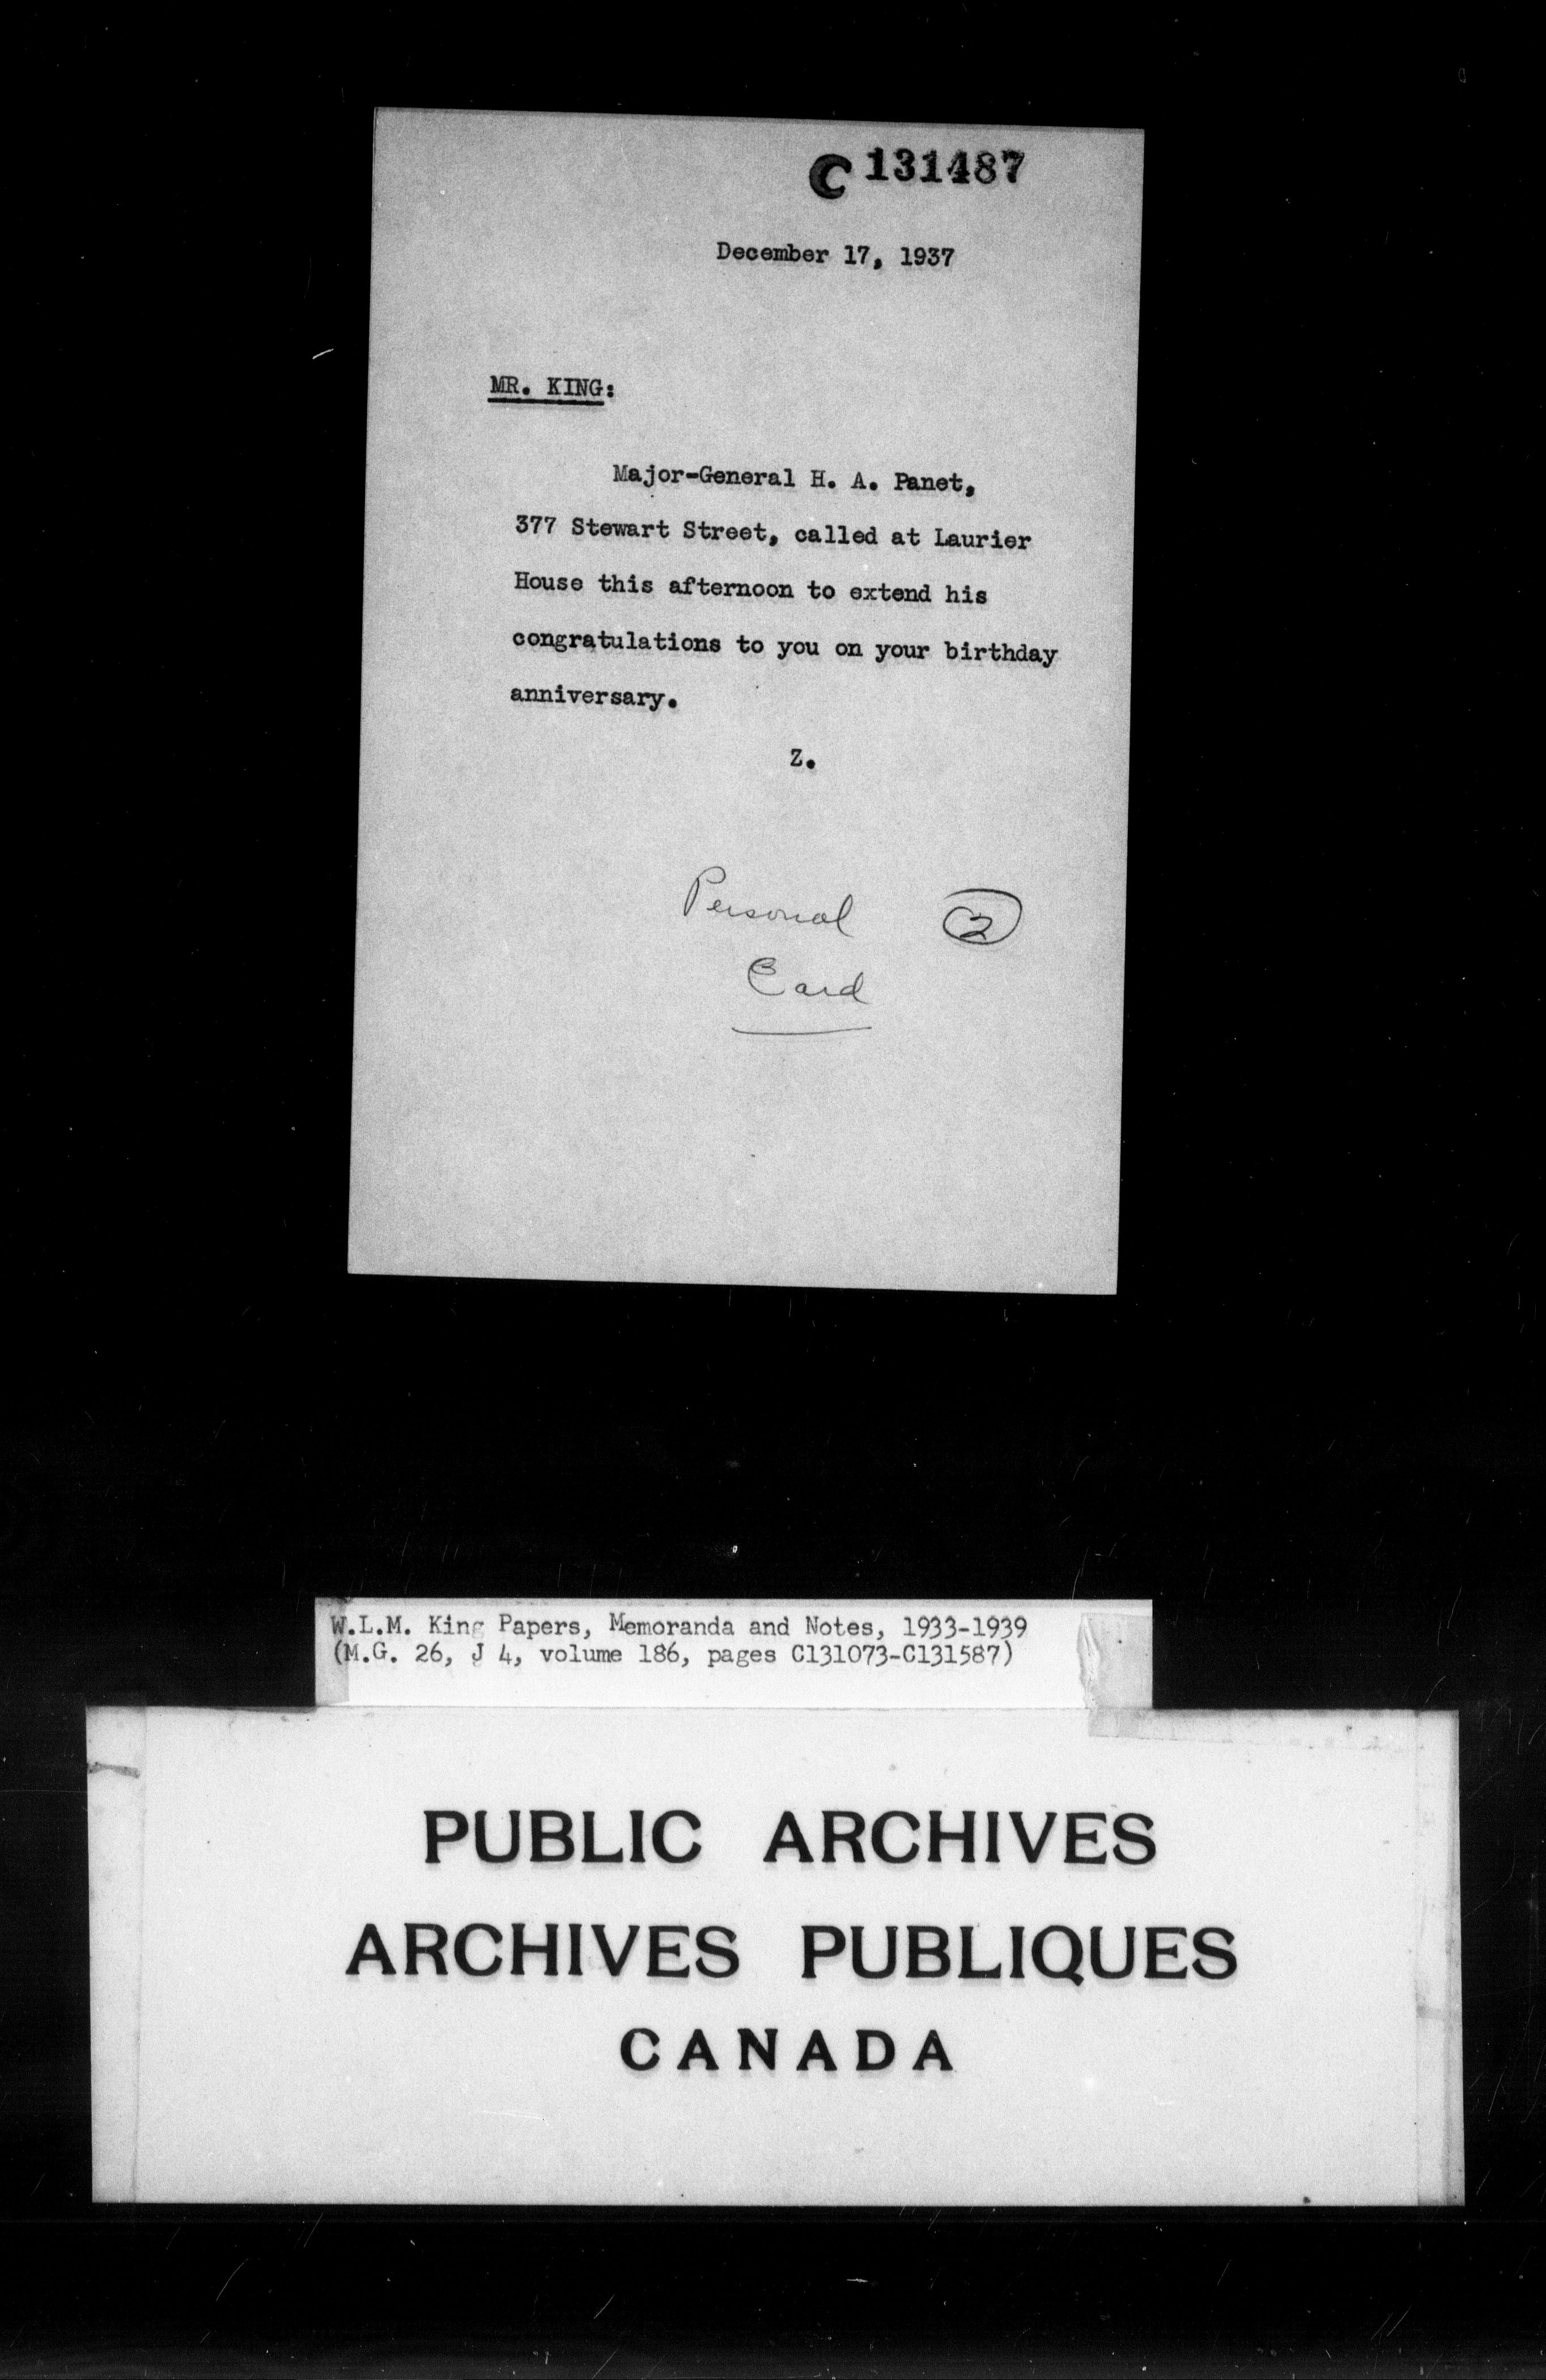 C 131487
December 17, 1937
MR. KING:
Major-General H. A. Panet,
377 Stewart Street, called at Laurier
House this afternoon to extend his
congratulations to you on your birthday
anniversary.
Z.
Personal 2
Card
W.L.M. King Papers, Memoranda and Notes, 1933-1939
(M.G. 26, J 4, volume 186, pages C131073-C131587)
PUBLIC ARCHIVES
ARCHIVES PUBLIQUES
CANADA